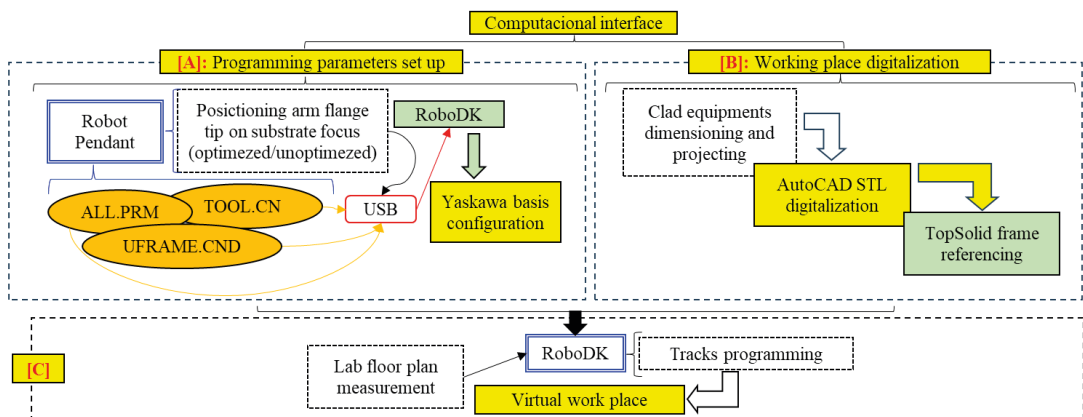 Computacional interface
[A]: Programming parameters set up
Robot
Pendant
Posictioning arm flange
tip on substrate focus
(optimezed/unoptimezed)
RoboDK
ALL.PRM
TOOL.CN
UFRAME.CND
USB
Yaskawa basis
configuration
[B]: Working place digitalization
Clad equipments
dimensioning and
projecting
AutoCAD STL
digitalization
TopSolid frame
referencing
[C]
Lab floor plan
measurement
RoboDK
Tracks programming
Virtual work place